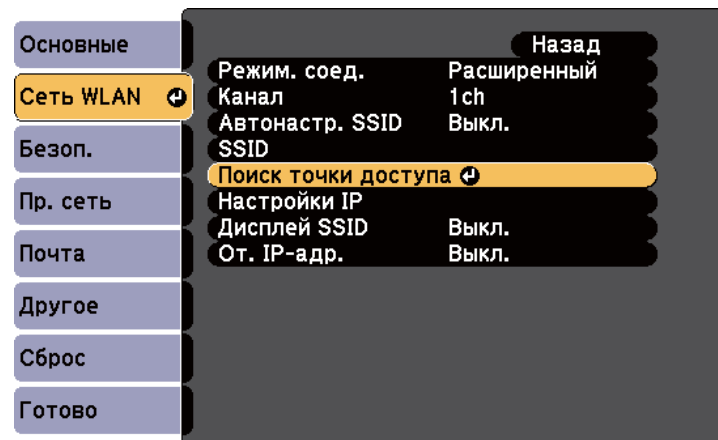 Основные
Сеть WLAN
Безоп.
Пр. сеть
Почта
Другое
Сброс
Готово
Назад
Режим. соед. Расширенный
Канал 1ch
Автонастр. SSID Выкл.
SSID
Поиск точки доступа
Настройки IP
Дисплей SSID Выкл.
От. IP-адр. Выкл.